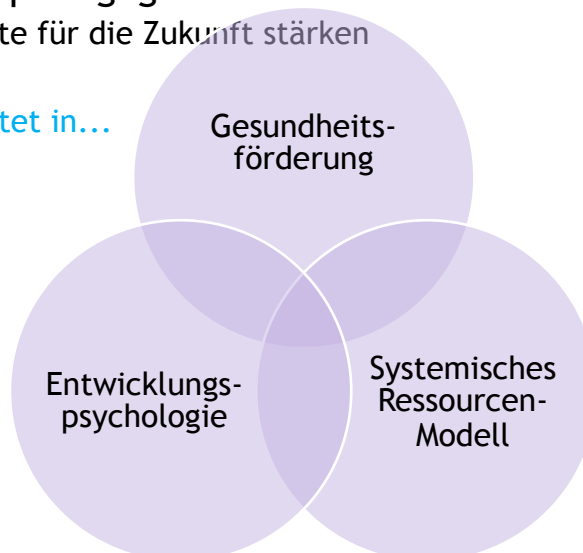 te für die Zukunft stärken
tet in...
Gesundheits-
förderung
Entwicklungs-
psychologie
Systemisches
Ressourcen-
Modell